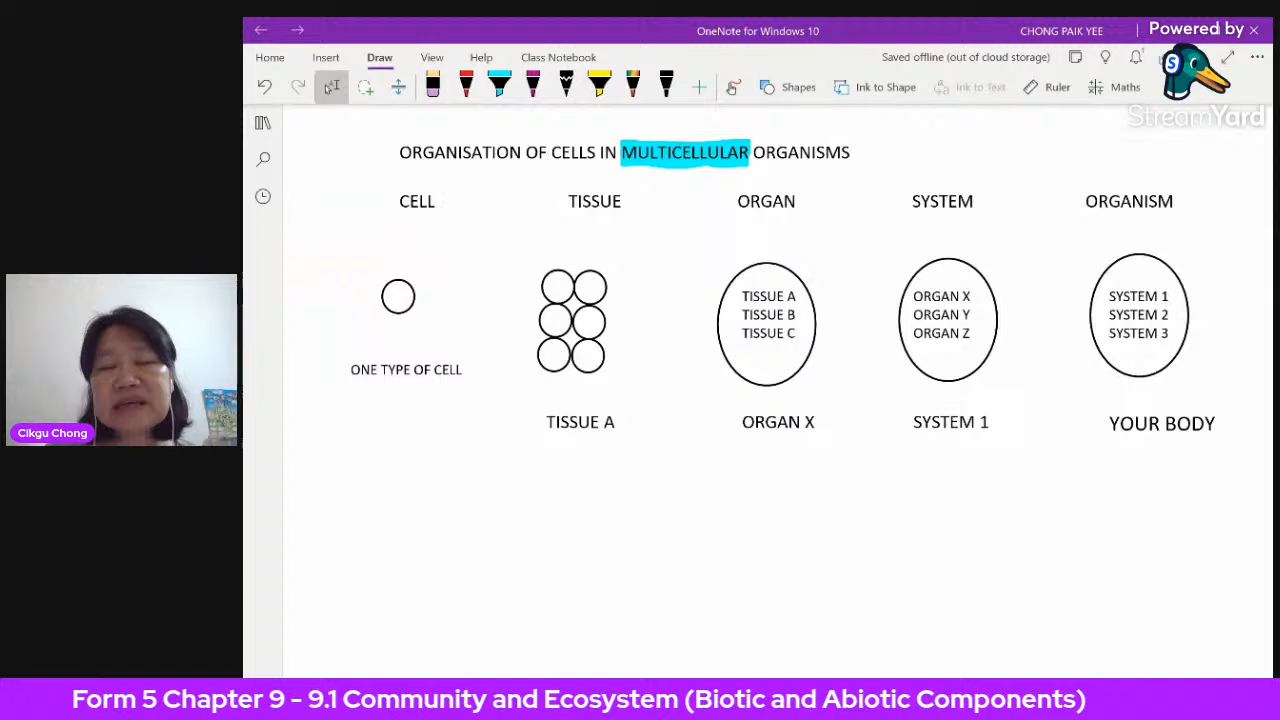 OneNote for Windows 10
CHONG PAIK YEE
Powered by
Home Insert Draw View Help Class Notebook
Saved offline (out of cloud storage)
Shapes Ink to Shape Ink to Text Ruler Maths
S
StreamYard
ORGANISATION OF CELLS IN MULTICELLULAR ORGANISMS
CELL TISSUE ORGAN SYSTEM ORGANISM
TISSUE A ORGAN X SYSTEM 1
TISSUE B ORGAN Y SYSTEM 2
TISSUE C ORGAN Z SYSTEM 3
ONE TYPE OF CELL
TISSUE A ORGAN X SYSTEM 1 YOUR BODY
Cikgu Chong
Form 5 Chapter 9 - 9.1 Community and Ecosystem (Biotic and Abiotic Components)